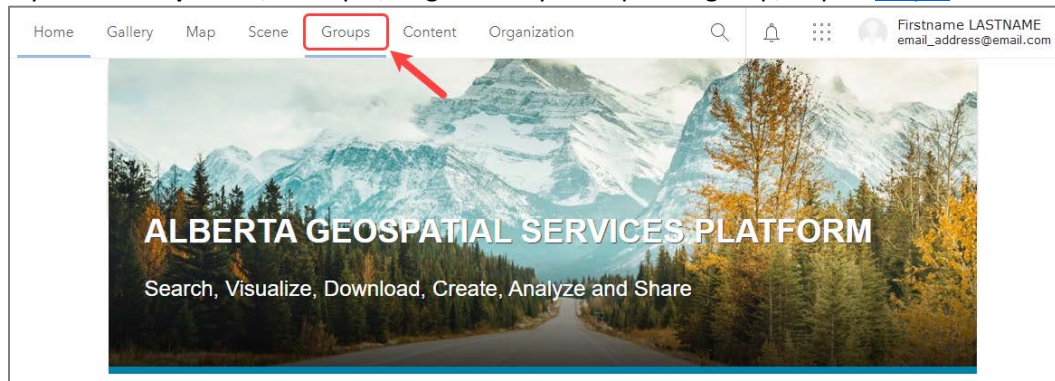 Home Gallery Map Scene Groups Content Organization Firstname LASTNAME
email_address@email.com
ALBERTA GEOSPATIAL SERVICES PLATFORM
Search, Visualize, Download, Create, Analyze and Share